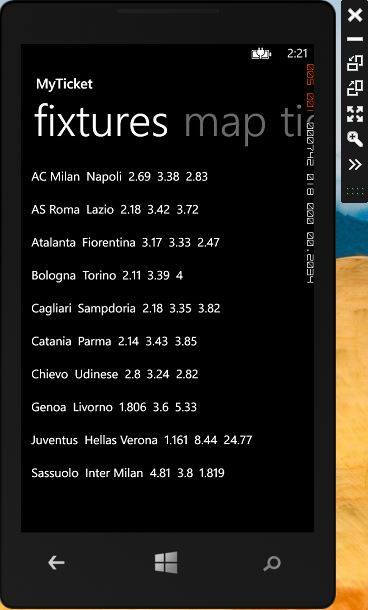 2:21
MyTicket
fixtures map tic
AC Milan Napoli 2.69 3.38 2.83
AS Roma Lazio 2.18 3.42 3.72
Atalanta Fiorentina 3.17 3.33 2.47
Bologna Torino 2.11 3.39 4
Cagliari Sampdoria 2.18 3.35 3.82
Catania Parma 2.14 3.43 3.85
Chievo Udinese 2.8 3.24 2.82
Genoa Livorno 1.806 3.6 5.33
Juventus Hellas Verona 1.161 8.44 24.77
Sassuolo Inter Milan 4.81 3.8 1.819